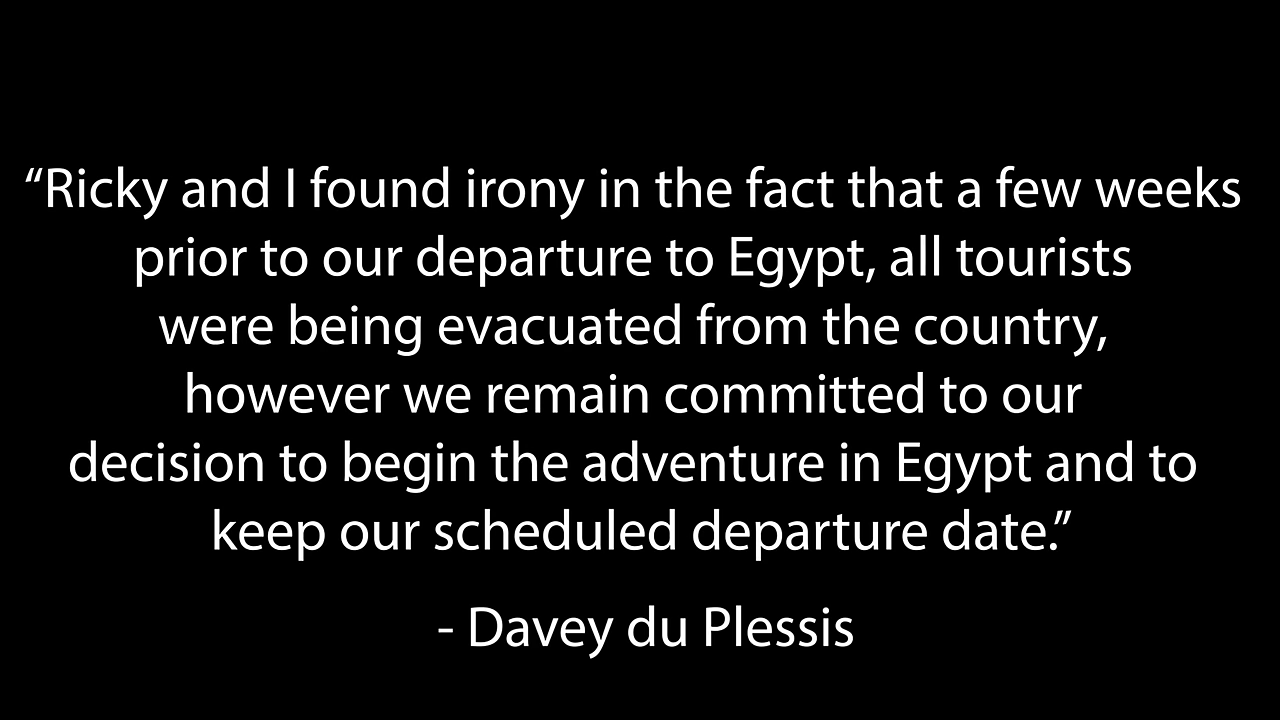 “Ricky and I found irony in the fact that a few weeks
prior to our departure to Egypt, all tourists
were being evacuated from the country,
however we remain committed to our
decision to begin the adventure in Egypt and to
keep our scheduled departure date.”
- Davey du Plessis